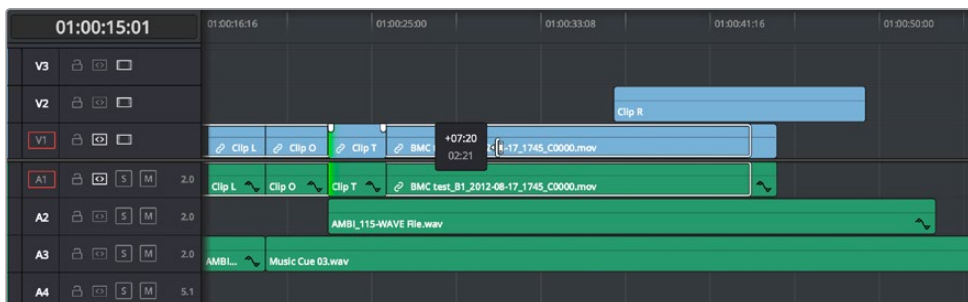 01:00:15:01
01:00:16:16 01:00:25:00 01:00:33:08 01:00:41:16 01:00:50:00
V3
V2
Clip R
V1 Clip L Clip O Clip T BMC -17_1745_C0000.mov
+07:20
02:21
A1 S M 2.0 Clip L Clip O Clip T BMC test_B1_2012-08-17_1745_C0000.mov
A2 S M 2.0
AMBI_115-WAVE File.wav
A3 S M 2.0 AMBI... Music Cue 03.wav
A4 S M 5.1